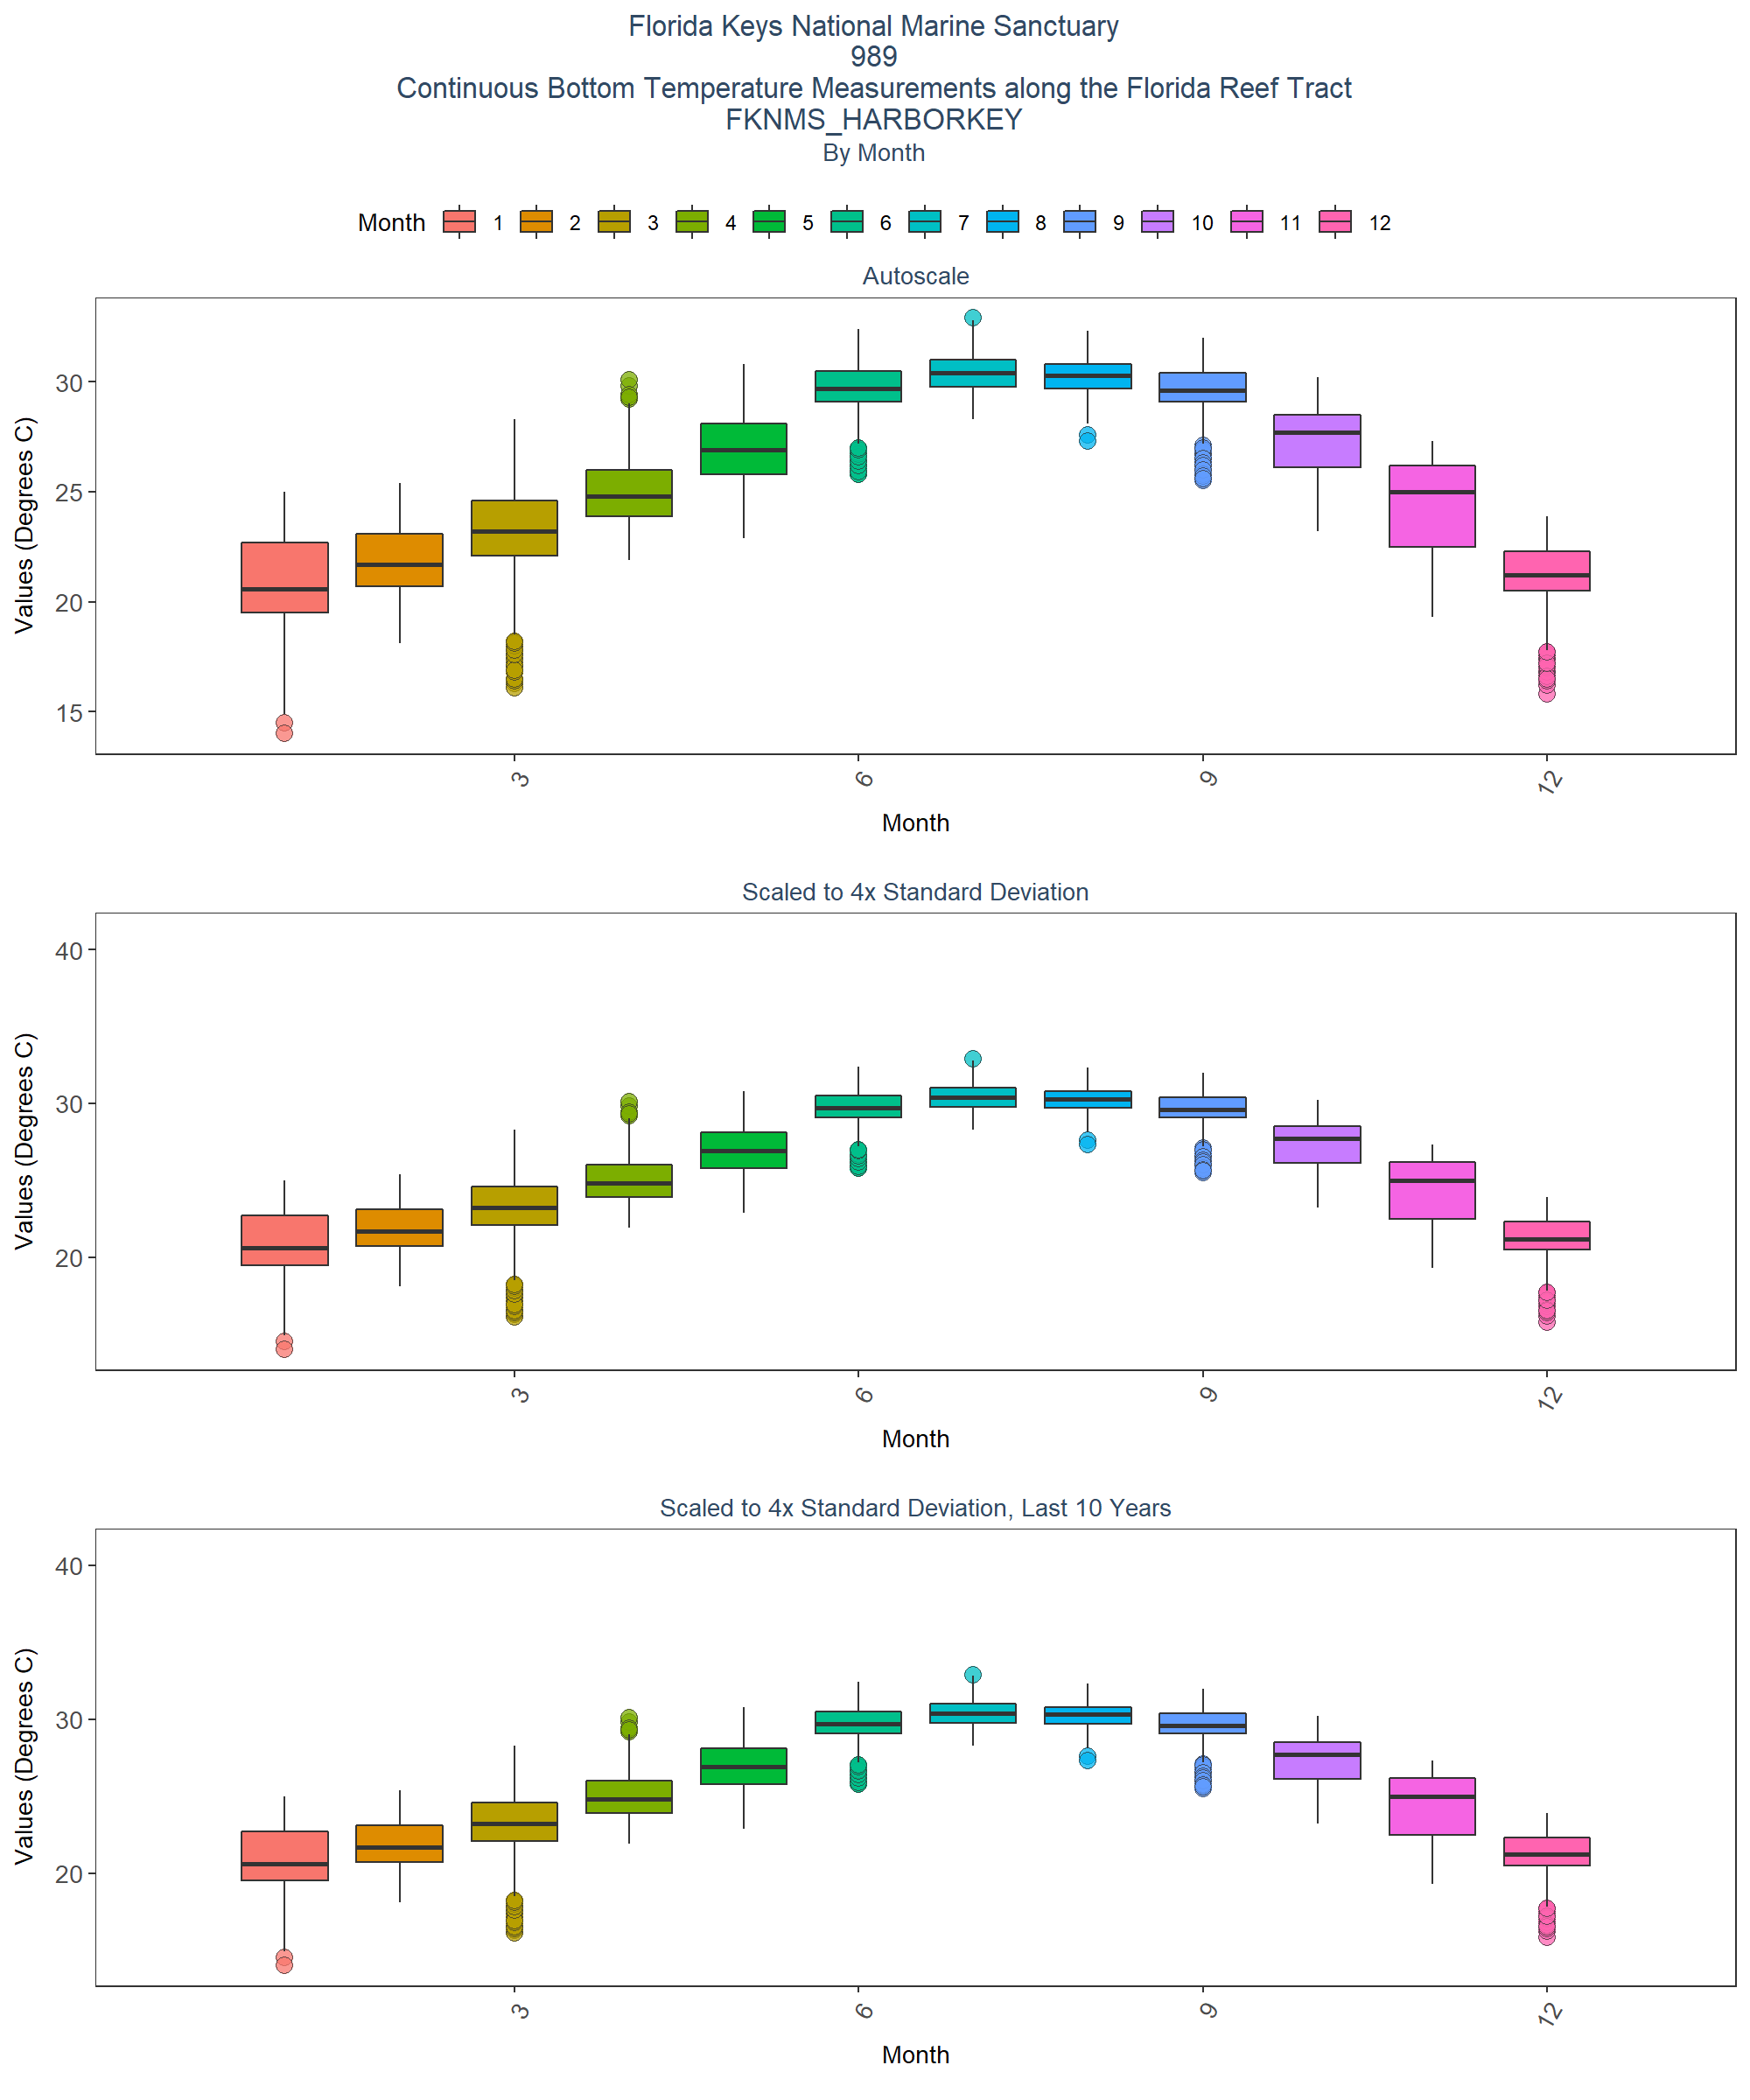 Florida Keys National Marine Sanctuary
989
Continuous Bottom Temperature Measurements along the Florida Reef Tract
FKNMS_HARBORKEY
By Month
Month 1 2 3 4 5 6 7 8 9 10 11 12
Autoscale
Values (Degrees C)
30
25
20
15
3 6 9 12
Month
Scaled to 4x Standard Deviation
Values (Degrees C)
40
30
20
3 6 9 12
Month
Scaled to 4x Standard Deviation, Last 10 Years
Values (Degrees C)
40
30
20
3 6 9 12
Month